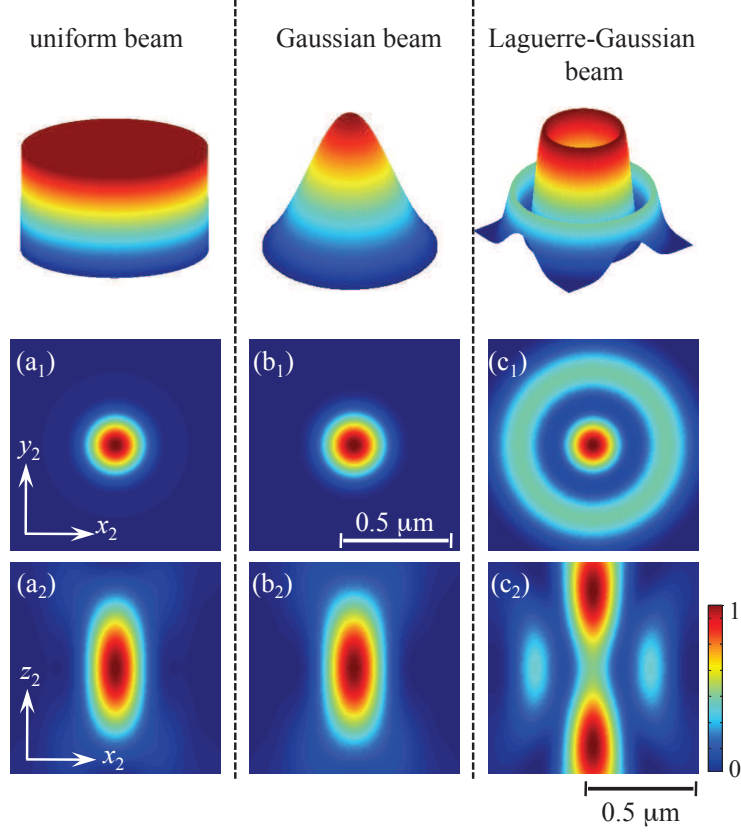 uniform beam
Gaussian beam
Laguerre-Gaussian
beam
(a₁)
(b₁)
(c₁)
y₂
x₂
0.5 µm
(a₂)
(b₂)
(c₂)
z₂
x₂
1
0
0.5 µm